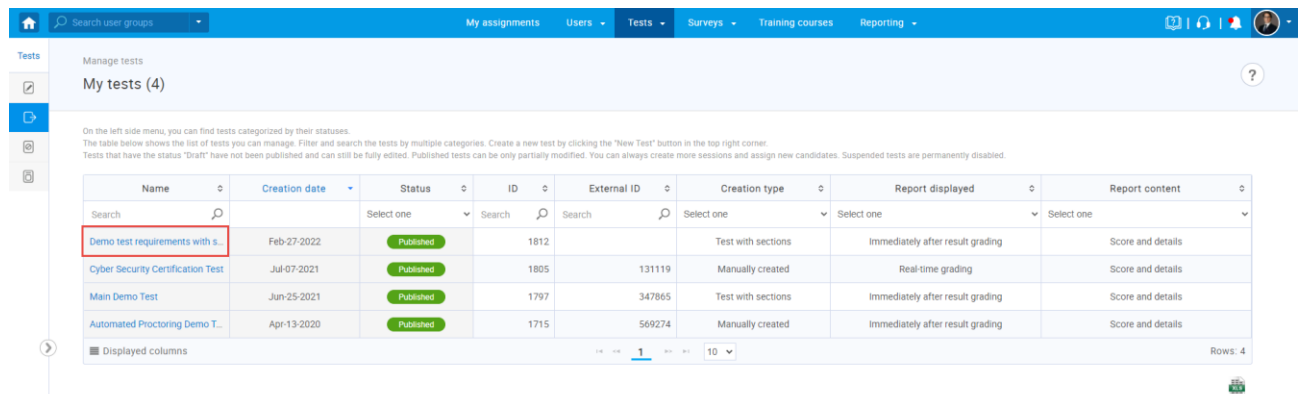 Search user groups
My assignments Users Tests Surveys Training courses Reporting
Tests
Manage tests
My tests (4)
?
On the left side menu, you can find tests categorized by their statuses.
The table below shows the list of tests you can manage. Filter and search the tests by multiple categories. Create a new test by clicking the "New Test" button in the top right corner.
Tests that have the status "Draft" have not been published and can still be fully edited. Published tests can be only partially modified. You can always create more sessions and assign new candidates. Suspended tests are permanently disabled.
Name Creation date Status ID External ID Creation type Report displayed Report content
Search Select one Search Search Select one Select one Select one
Demo test requirements with s... Feb-27-2022 Published 1812 Test with sections Immediately after result grading Score and details
Cyber Security Certification Test Jul-07-2021 Published 1805 131119 Manually created Real-time grading Score and details
Main Demo Test Jun-25-2021 Published 1797 347865 Test with sections Immediately after result grading Score and details
Automated Proctoring Demo T... Apr-13-2020 Published 1715 569274 Manually created Immediately after result grading Score and details
Displayed columns 1 10 Rows: 4